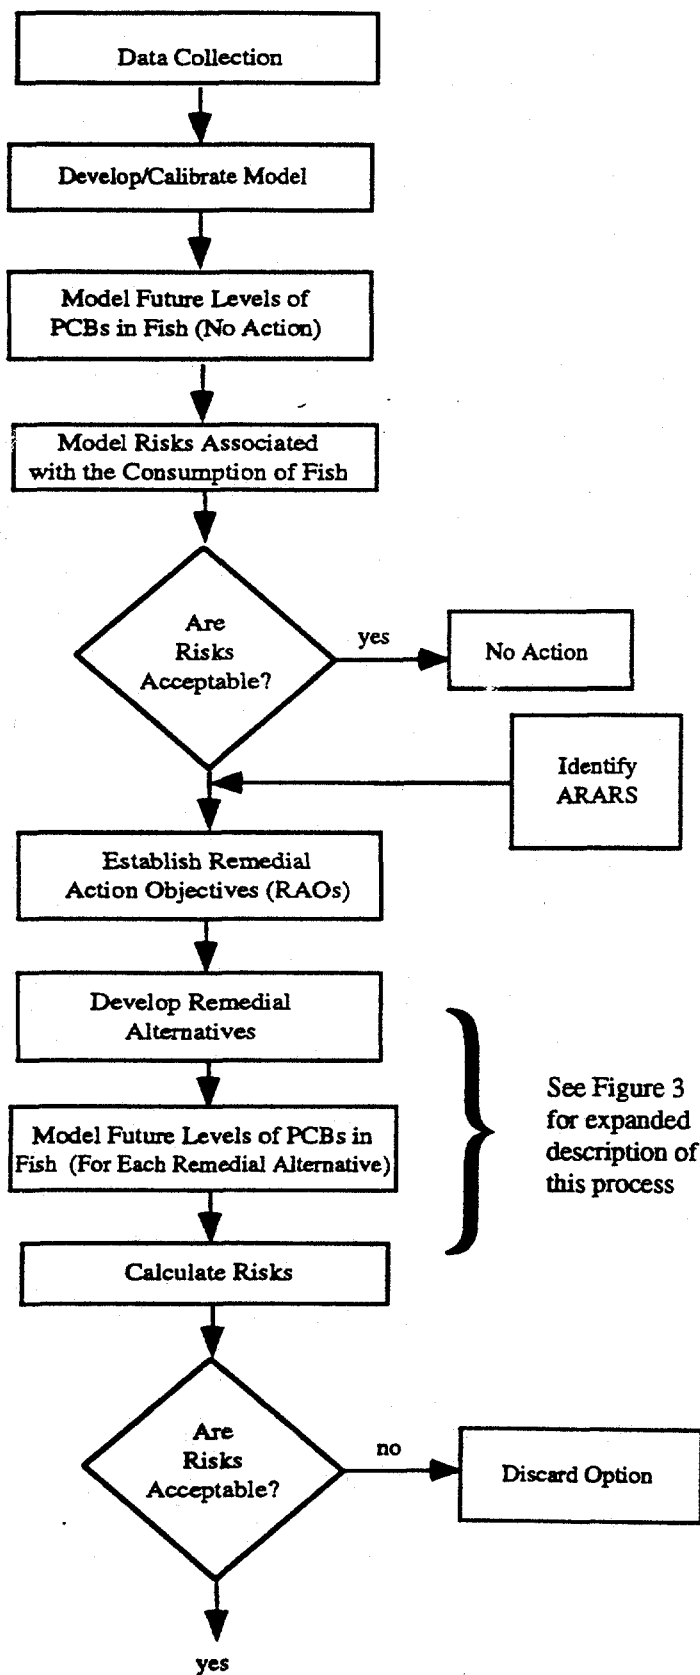 Data Collection
Develop/Calibrate Model
Model Future Levels of
PCBs in Fish (No Action)
Model Risks Associated
with the Consumption of Fish
Are
Risks
Acceptable?
yes
No Action
Identify
ARARS
Establish Remedial
Action Objectives (RAOs)
Develop Remedial
Alternatives
Model Future Levels of PCBs in
Fish (For Each Remedial Alternative)
See Figure 3
for expanded
description of
this process
Calculate Risks
Are
Risks
Acceptable?
no
Discard Option
yes